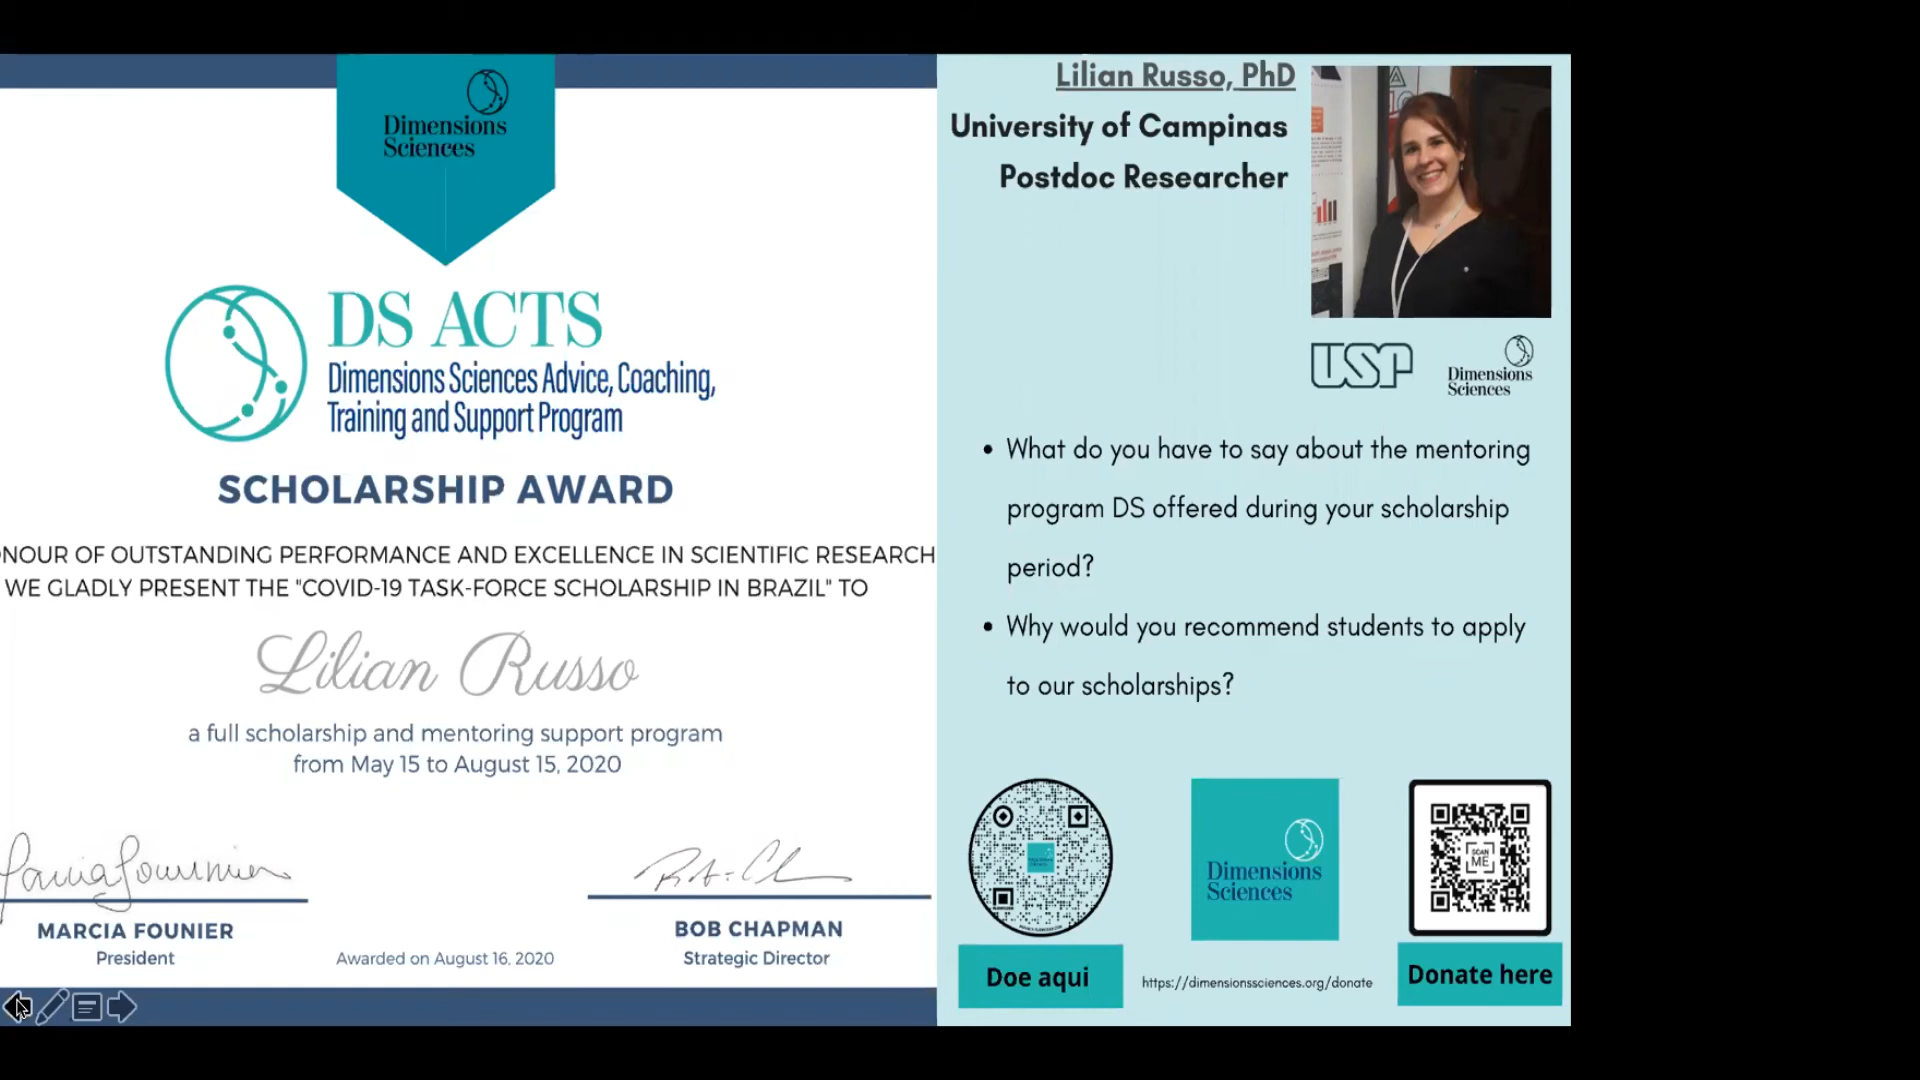 Dimensions
Sciences
DS ACTS
Dimensions Sciences Advice, Coaching,
Training and Support Program
SCHOLARSHIP AWARD
NOUR OF OUTSTANDING PERFORMANCE AND EXCELLENCE IN SCIENTIFIC RESEARCH
WE GLADLY PRESENT THE "COVID-19 TASK-FORCE SCHOLARSHIP IN BRAZIL" TO
Lilian Russo
a full scholarship and mentoring support program
from May 15 to August 15, 2020
MARCIA FOUNIER
President
Awarded on August 16, 2020
BOB CHAPMAN
Strategic Director
Lilian Russo, PhD
University of Campinas
Postdoc Researcher
USP
Dimensions
Sciences
• What do you have to say about the mentoring
program DS offered during your scholarship
period?
• Why would you recommend students to apply
to our scholarships?
Dimensions
Sciences
SCAN
ME
Doe aqui
https://dimensionssciences.org/donate
Donate here